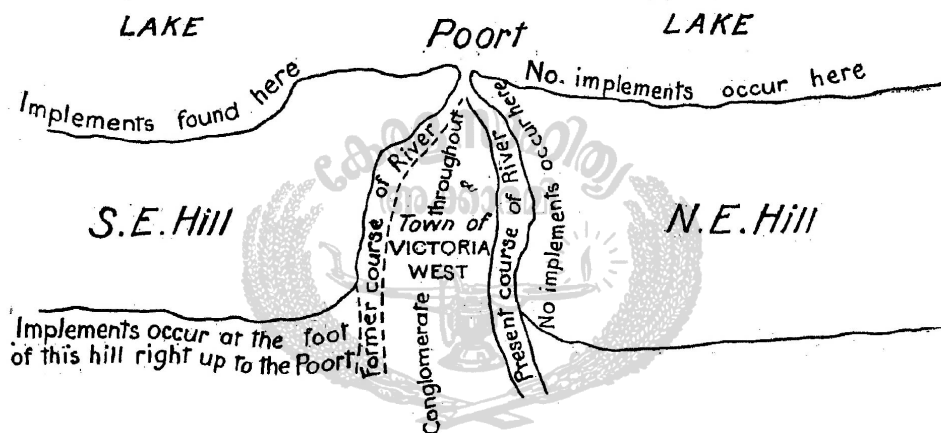 LAKE
Poort
LAKE
Implements found here
No. implements occur here
Former course of River
Conglomerate throughout
Town of
VICTORIA
WEST
Present course of River
No implements occur here
S.E. Hill
N.E. Hill
Implements occur at the foot
of this hill right up to the Poort